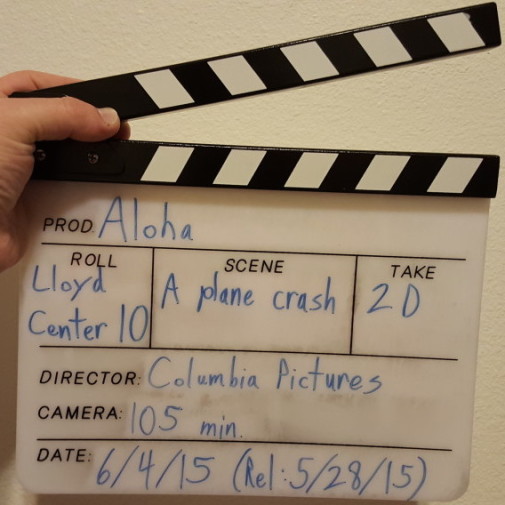 PROD. Aloha
ROLL SCENE TAKE
Lloyd Center 10
A plane crash
2D
DIRECTOR: Columbia Pictures
CAMERA: 105 min.
DATE: 6/4/15 (Rel: 5/28/15)